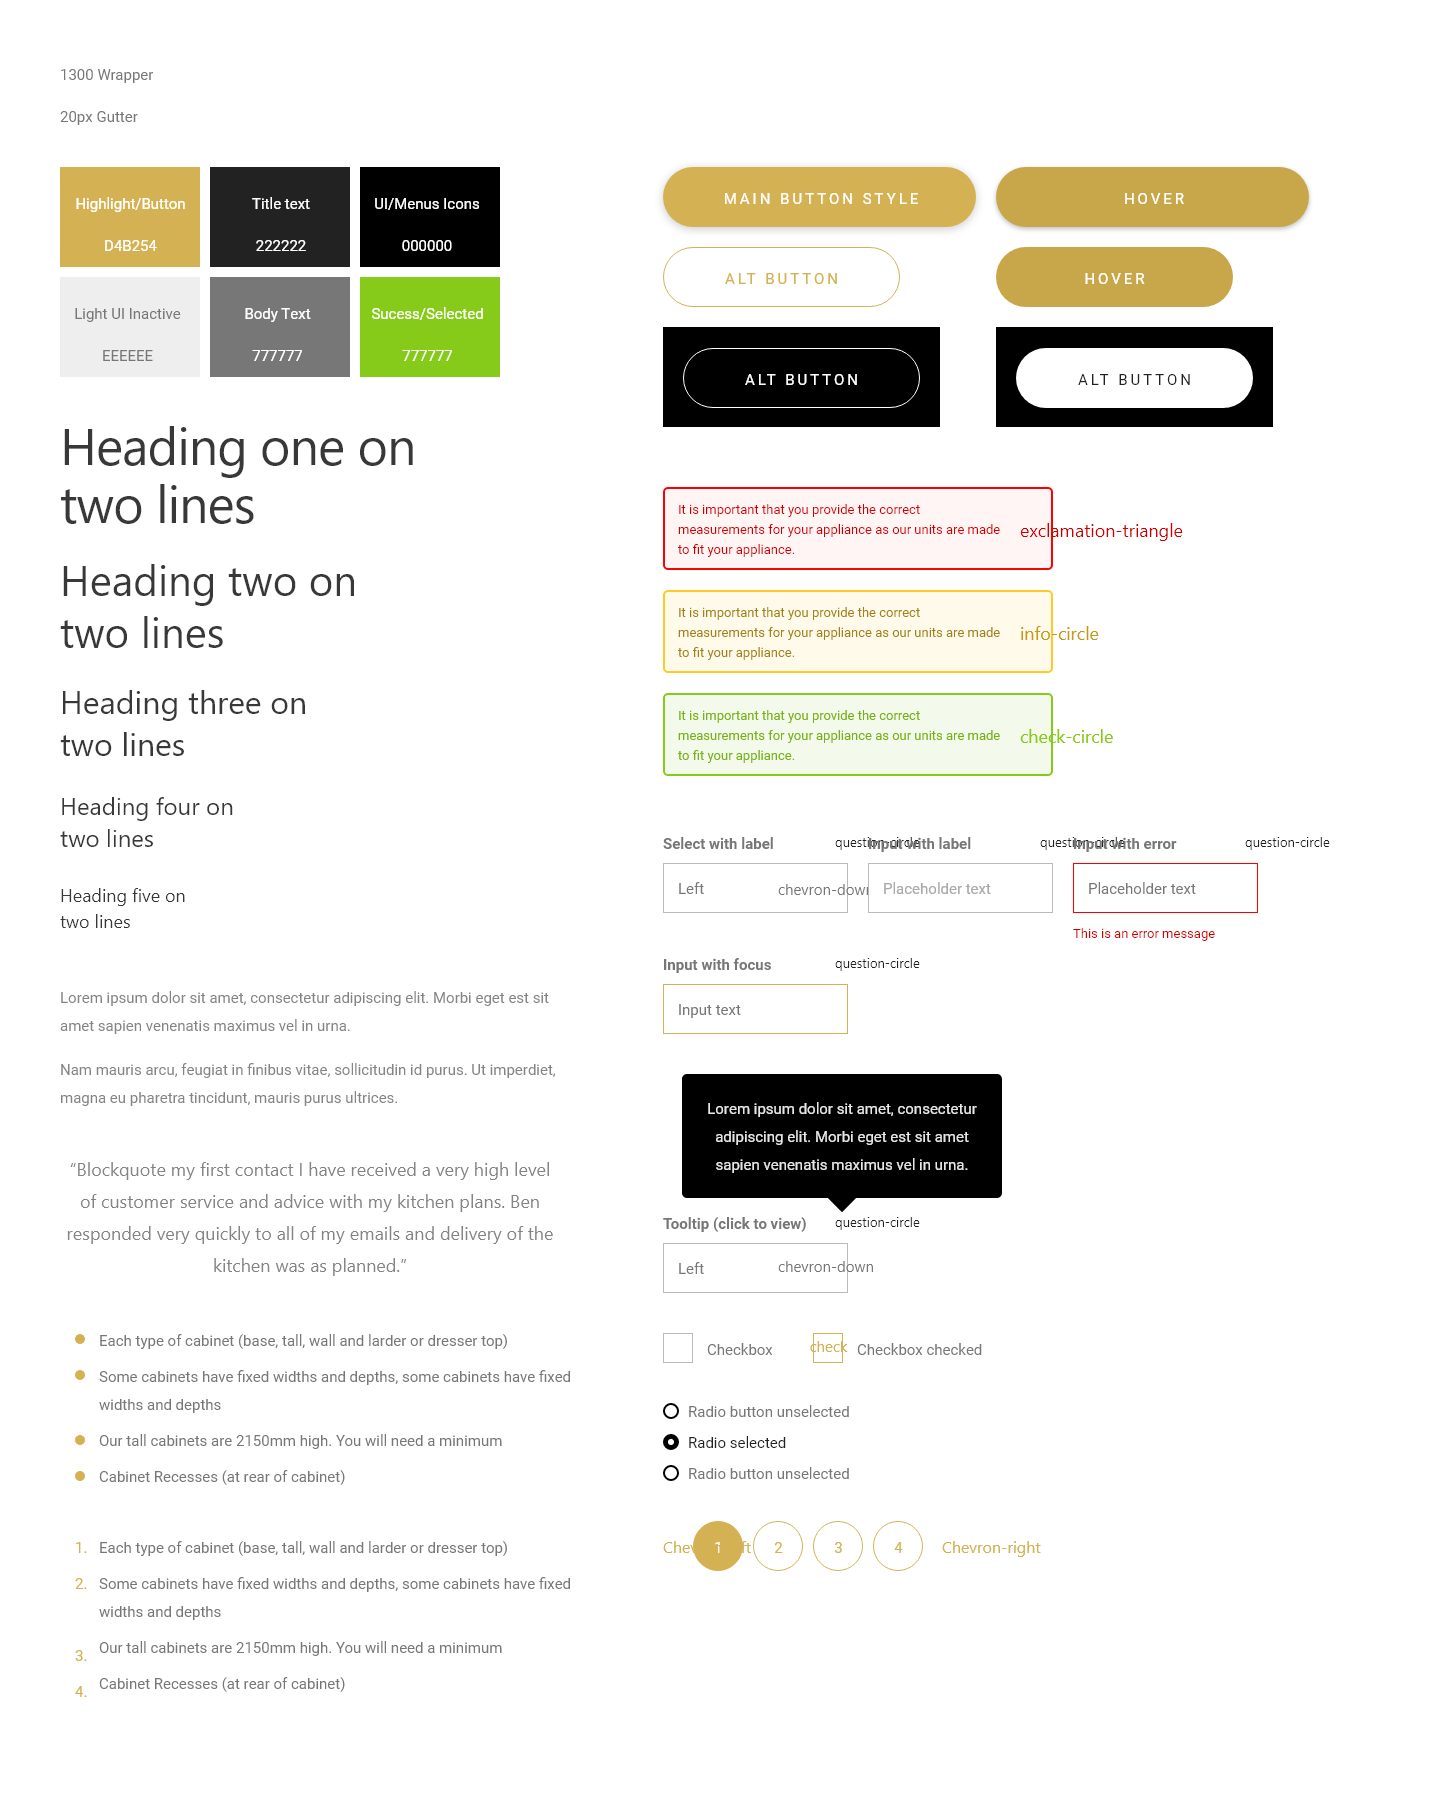 1300 Wrapper
20px Gutter
Highlight/Button
D4B254
Title text
222222
UI/Menus Icons
000000
Light UI Inactive
EEEEEE
Body Text
777777
Sucess/Selected
777777
Heading one on
two lines
Heading two on
two lines
Heading three on
two lines
Heading four on
two lines
Heading five on
two lines
Lorem ipsum dolor sit amet, consectetur adipiscing elit. Morbi eget est sit
amet sapien venenatis maximus vel in urna.
Nam mauris arcu, feugiat in finibus vitae, sollicitudin id purus. Ut imperdiet,
magna eu pharetra tincidunt, mauris purus ultrices.
“Blockquote my first contact I have received a very high level
of customer service and advice with my kitchen plans. Ben
responded very quickly to all of my emails and delivery of the
kitchen was as planned.”
Each type of cabinet (base, tall, wall and larder or dresser top)
Some cabinets have fixed widths and depths, some cabinets have fixed
widths and depths
Our tall cabinets are 2150mm high. You will need a minimum
Cabinet Recesses (at rear of cabinet)
1. Each type of cabinet (base, tall, wall and larder or dresser top)
2. Some cabinets have fixed widths and depths, some cabinets have fixed
widths and depths
3. Our tall cabinets are 2150mm high. You will need a minimum
4. Cabinet Recesses (at rear of cabinet)
MAIN BUTTON STYLE
HOVER
ALT BUTTON
HOVER
ALT BUTTON
ALT BUTTON
It is important that you provide the correct
measurements for your appliance as our units are made
to fit your appliance.
exclamation-triangle
It is important that you provide the correct
measurements for your appliance as our units are made
to fit your appliance.
info-circle
It is important that you provide the correct
measurements for your appliance as our units are made
to fit your appliance.
check-circle
Select with label
question-circle
Input with label
question-circle
Input with error
question-circle
Left
chevron-down
Placeholder text
Placeholder text
This is an error message
Input with focus
question-circle
Input text
Lorem ipsum dolor sit amet, consectetur
adipiscing elit. Morbi eget est sit amet
sapien venenatis maximus vel in urna.
Tooltip (click to view)
question-circle
Left
chevron-down
Checkbox
check
Checkbox checked
Radio button unselected
Radio selected
Radio button unselected
1
2
3
4
Chevron-right